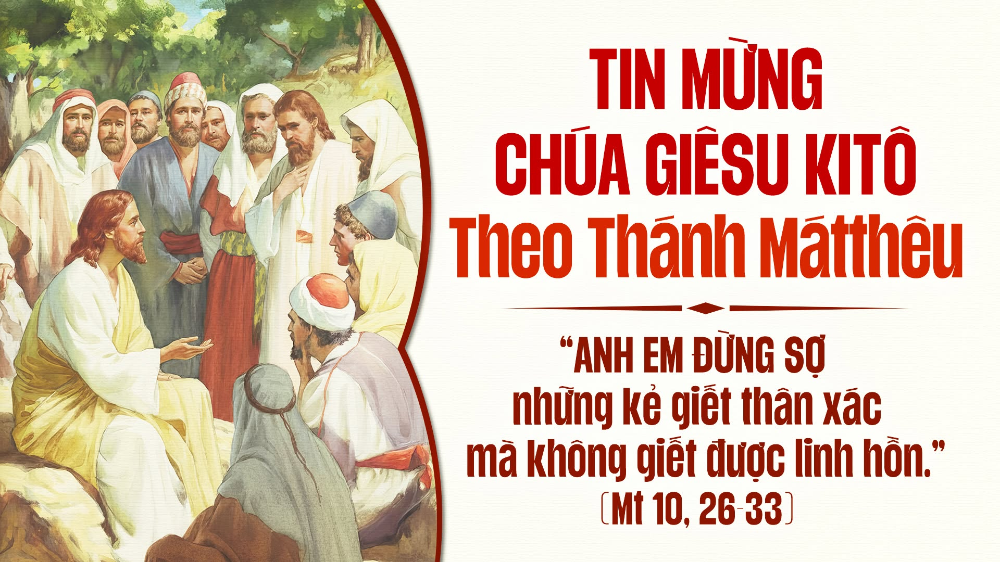 TIN MỪNG
CHÚA GIÊSU KITÔ
Theo Thánh Mátthêu
“ANH EM ĐỪNG SỢ
những kẻ giết thân xác
mà không giết được linh hồn.”
(Mt 10, 26-33)